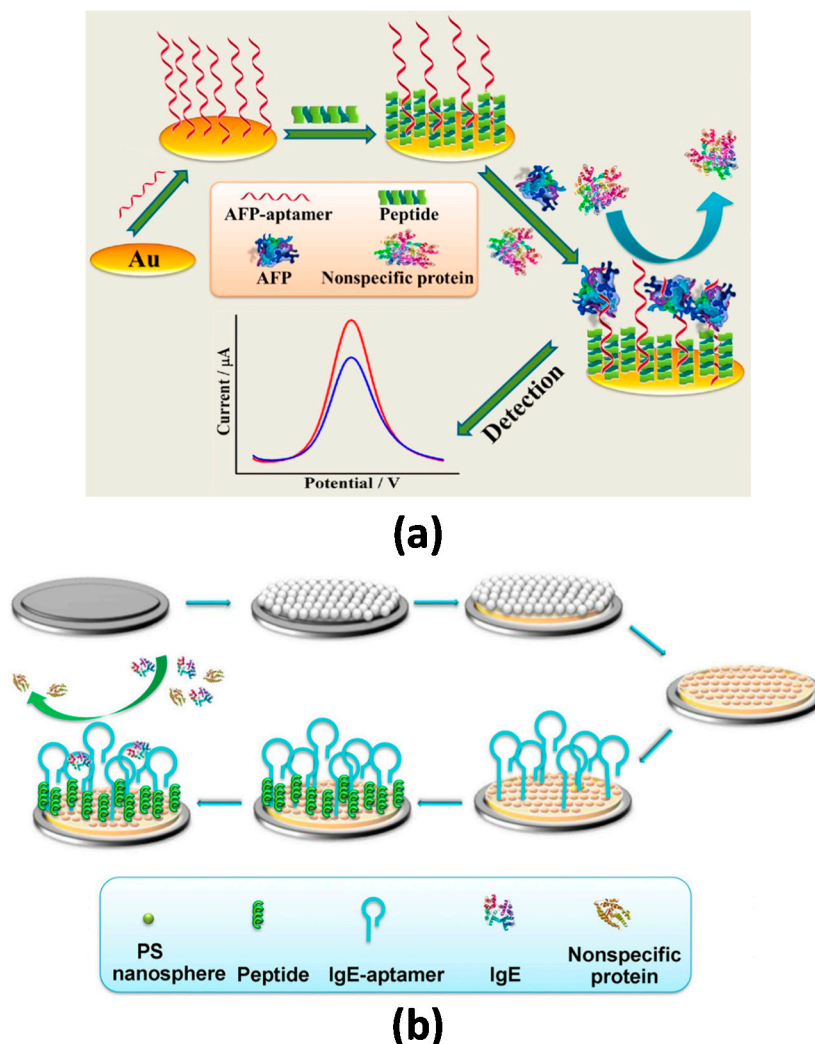 AFP-aptamer
Peptide
Au
AFP
Nonspecific protein
Current / μA
Detection
Potential / V
(a)
PS
nanosphere
Peptide
IgE-aptamer
IgE
Nonspecific
protein
(b)